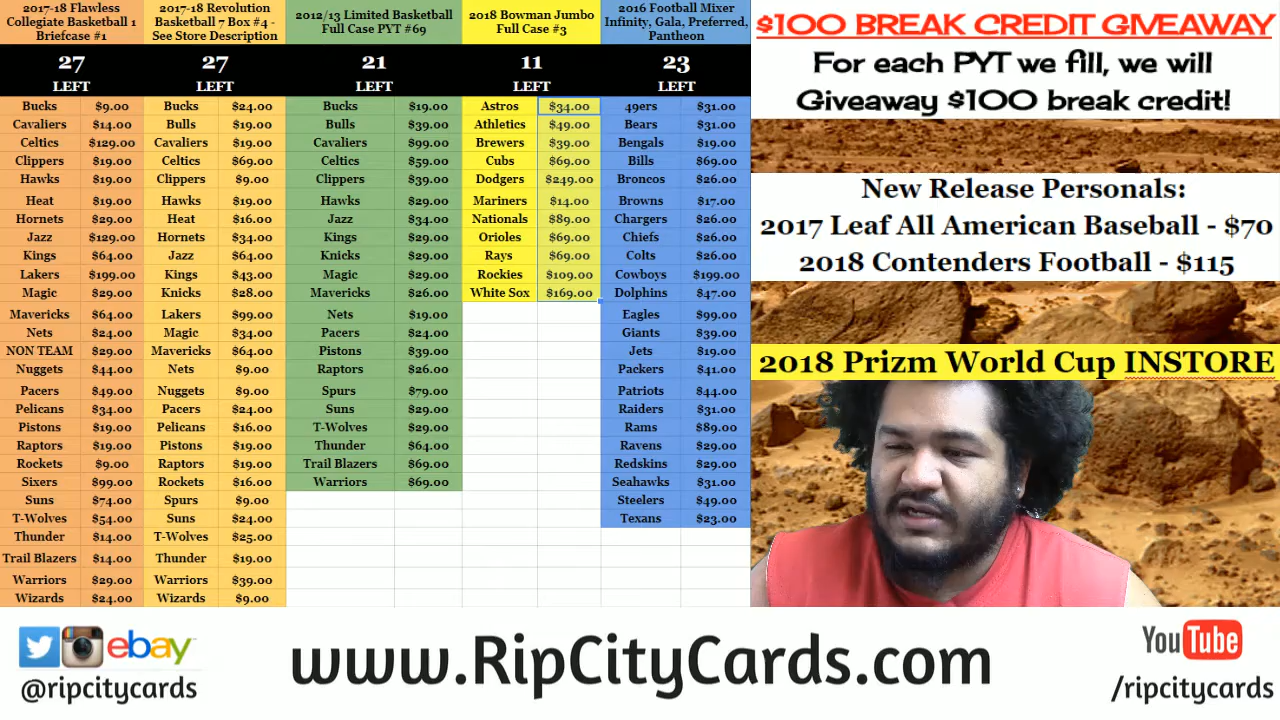 2017-18 Flawless
Collegiate Basketball 1
Briefcase #1
27
LEFT
Bucks $9.00
Cavaliers $14.00
Celtics $129.00
Clippers $19.00
Hawks $19.00
Heat $19.00
Hornets $29.00
Jazz $129.00
Kings $64.00
Lakers $199.00
Magic $29.00
Mavericks $64.00
Nets $24.00
NON TEAM $29.00
Nuggets $44.00
Pacers $49.00
Pelicans $34.00
Pistons $19.00
Raptors $19.00
Rockets $9.00
Sixers $99.00
Suns $74.00
T-Wolves $54.00
Thunder $14.00
Trail Blazers $14.00
Warriors $29.00
Wizards $24.00
2017-18 Revolution
Basketball 7 Box #4 -
See Store Description
27
LEFT
Bucks $24.00
Bulls $19.00
Cavaliers $19.00
Celtics $69.00
Clippers $9.00
Hawks $19.00
Heat $16.00
Hornets $34.00
Jazz $64.00
Kings $43.00
Knicks $28.00
Lakers $99.00
Magic $34.00
Mavericks $64.00
Nets $9.00
Nuggets $9.00
Pacers $24.00
Pelicans $16.00
Pistons $19.00
Raptors $19.00
Rockets $16.00
Spurs $9.00
Suns $24.00
T-Wolves $25.00
Thunder $19.00
Warriors $39.00
Wizards $9.00
2012/13 Limited Basketball
Full Case PYT #69
21
LEFT
Bucks $19.00
Bulls $39.00
Cavaliers $99.00
Celtics $59.00
Clippers $39.00
Hawks $29.00
Jazz $34.00
Kings $29.00
Knicks $29.00
Magic $29.00
Mavericks $26.00
Nets $19.00
Pacers $24.00
Pistons $39.00
Raptors $26.00
Spurs $79.00
Suns $29.00
T-Wolves $29.00
Thunder $64.00
Trail Blazers $69.00
Warriors $69.00
2018 Bowman Jumbo
Full Case #3
11
LEFT
Astros $34.00
Athletics $49.00
Brewers $39.00
Cubs $69.00
Dodgers $249.00
Mariners $14.00
Nationals $89.00
Orioles $69.00
Rays $69.00
Rockies $109.00
White Sox $169.00
2016 Football Mixer
Infinity, Gala, Preferred,
Pantheon
23
LEFT
49ers $31.00
Bears $31.00
Bengals $19.00
Bills $69.00
Broncos $26.00
Browns $17.00
Chargers $26.00
Chiefs $26.00
Colts $26.00
Cowboys $199.00
Dolphins $47.00
Eagles $99.00
Giants $39.00
Jets $19.00
Packers $41.00
Patriots $44.00
Raiders $31.00
Rams $89.00
Ravens $29.00
Redskins $29.00
Seahawks $31.00
Steelers $49.00
Texans $23.00
$100 BREAK CREDIT GIVEAWAY
For each PYT we fill, we will
Giveaway $100 break credit!
New Release Personals:
2017 Leaf All American Baseball - $70
2018 Contenders Football - $115
2018 Prizm World Cup INSTORE
ebay
@ripcitycards
www.RipCityCards.com
YouTube
/ripcitycards